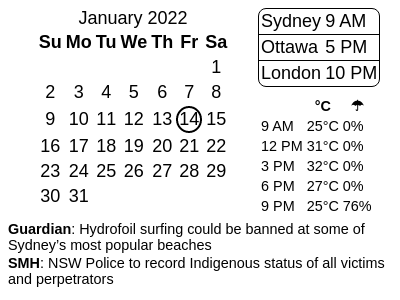 January 2022
Su Mo Tu We Th Fr Sa
1
2 3 4 5 6 7 8
9 10 11 12 13 14 15
16 17 18 19 20 21 22
23 24 25 26 27 28 29
30 31
Sydney 9 AM
Ottawa 5 PM
London 10 PM
°C ☂
9 AM 25°C 0%
12 PM 31°C 0%
3 PM 32°C 0%
6 PM 27°C 0%
9 PM 25°C 76%
Guardian: Hydrofoil surfing could be banned at some of
Sydney’s most popular beaches
SMH: NSW Police to record Indigenous status of all victims
and perpetrators